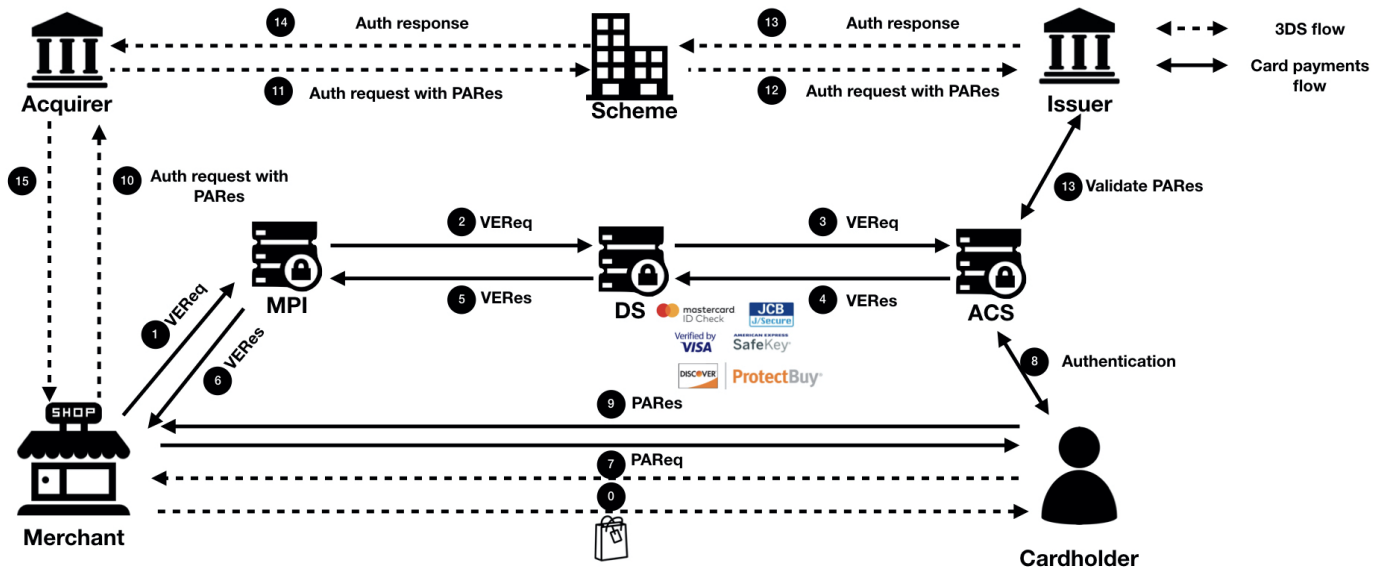 14 Auth response
13 Auth response
3DS flow
11 Auth request with PARes
12 Auth request with PARes
Card payments
flow
Acquirer
Scheme
Issuer
15
10 Auth request with
PARes
13 Validate PARes
2 VEReq
3 VEReq
1 VEReq
MPI
5 VERes
DS
4 VERes
ACS
6 VERes
mastercard
ID Check
JCB
J/Secure
Verified by
VISA
AMERICAN EXPRESS
SafeKey
DISCOVER
ProtectBuy
8 Authentication
SHOP
9 PARes
7 PAReq
0
Merchant
Cardholder